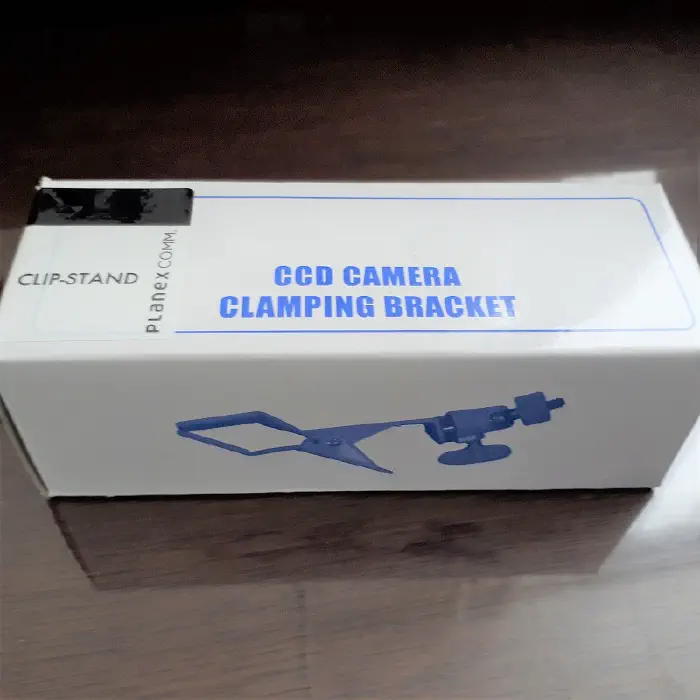 CLIP-STAND
PLanex COMM.
CCD CAMERA
CLAMPING BRACKET